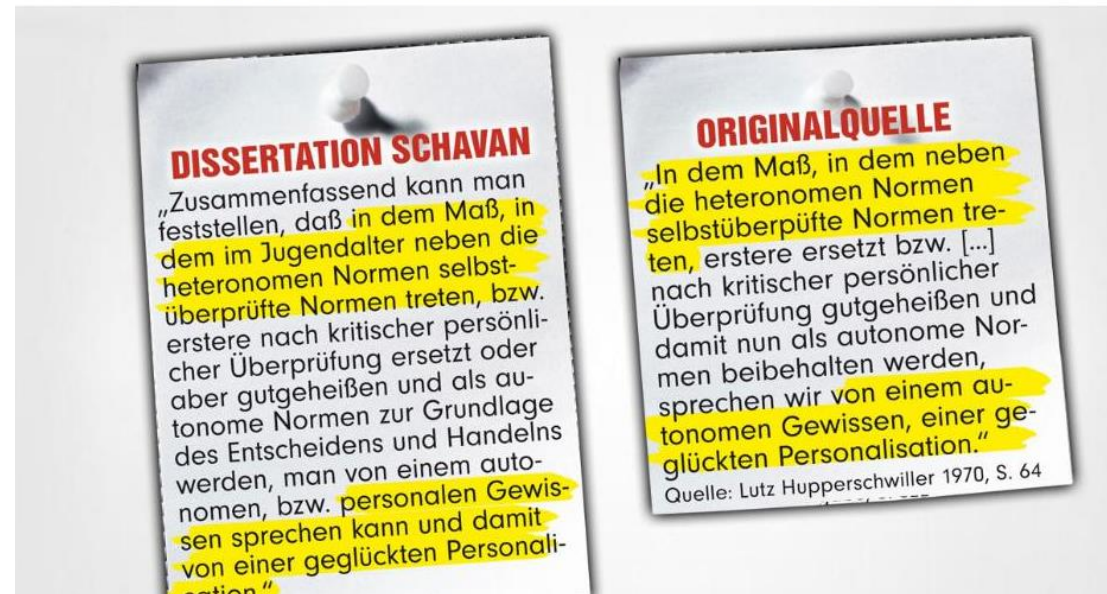 DISSERTATION SCHAVAN
„Zusammenfassend kann man
feststellen, daß in dem Maß, in
dem im Jugendalter neben die
heteronomen Normen selbst-
überprüfte Normen treten, bzw.
erstere nach kritischer persönli-
cher Überprüfung ersetzt oder
aber gutgeheißen und als au-
tonome Normen zur Grundlage
des Entscheidens und Handelns
werden, man von einem auto-
nomen, bzw. personalen Gewis-
sen sprechen kann und damit
von einer geglückten Personali-
sation.“
ORIGINALQUELLE
„In dem Maß, in dem neben
die heteronomen Normen
selbstüberpüfte Normen tre-
ten, erstere ersetzt bzw. [...]
nach kritischer persönlicher
Überprüfung gutgeheißen und
damit nun als autonome Nor-
men beibehalten werden,
sprechen wir von einem au-
tonomen Gewissen, einer ge-
glückten Personalisation.“
Quelle: Lutz Hupperschwiller 1970, S. 64